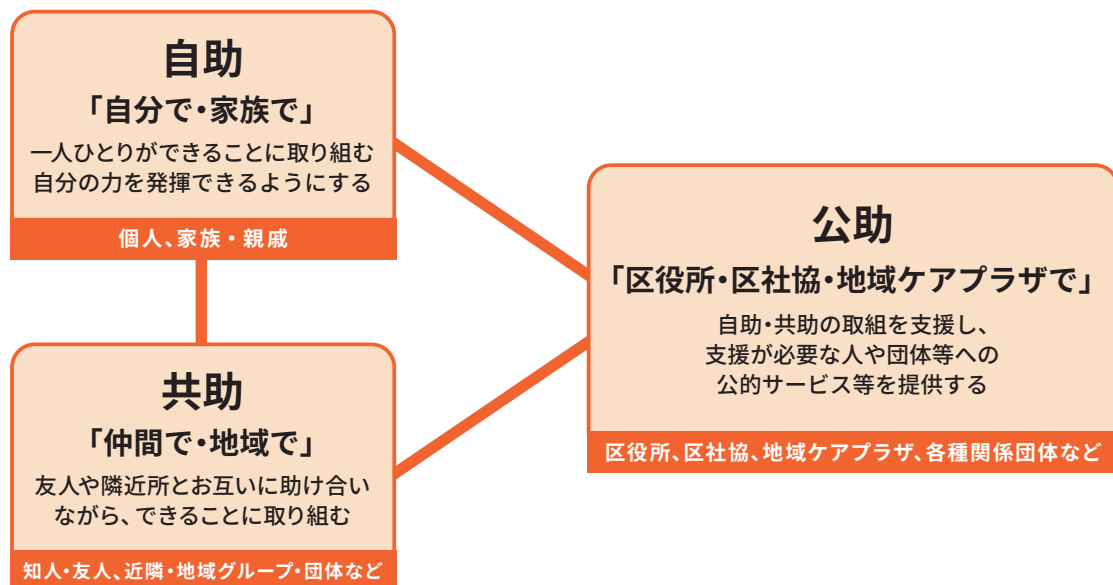 自助
「自分で・家族で」
一人ひとりができることに取り組む
自分の力を発揮できるようにする
個人、家族・親戚
共助
「仲間で・地域で」
友人や隣近所とお互いに助け合い
ながら、できることに取り組む
知人・友人、近隣・地域グループ・団体など
公助
「区役所・区社協・地域ケアプラザで」
自助・共助の取組を支援し、
支援が必要な人や団体等への
公的サービス等を提供する
区役所、区社協、地域ケアプラザ、各種関係団体など